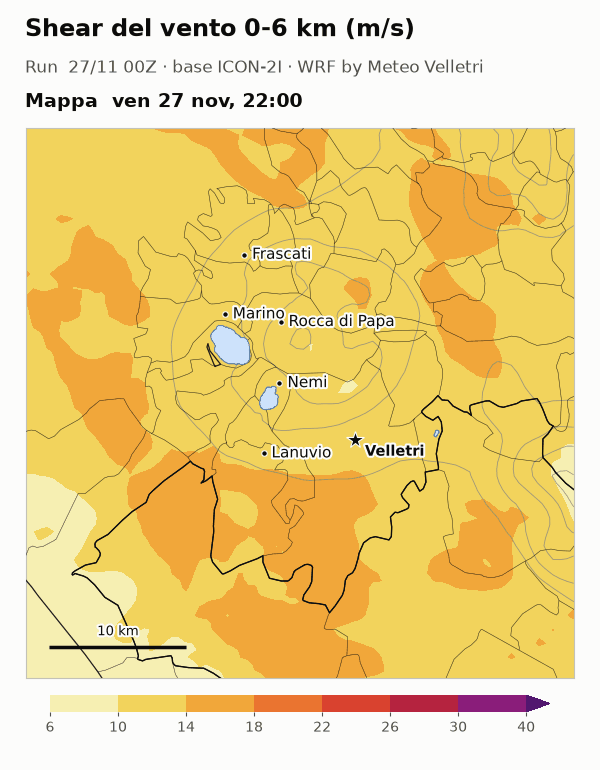 Shear del vento 0-6 km (m/s)
Run  27/11 00Z · base ICON-2I · WRF by Meteo Velletri
Mappa  ven 27 nov, 22:00
Frascati
Marino
Rocca di Papa
Nemi
Velletri
Lanuvio
10 km
6 10 14 18 22 26 30 40